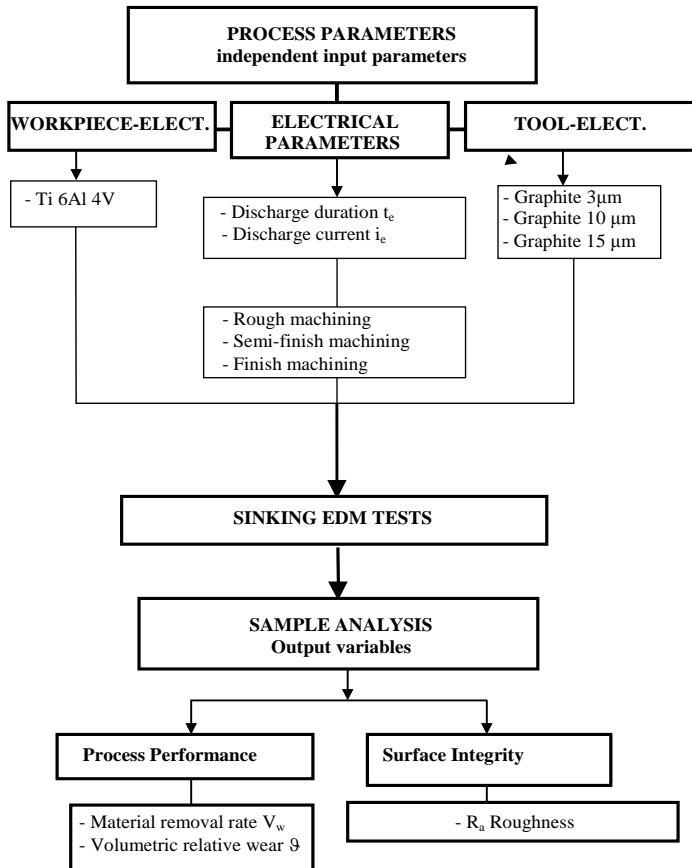 PROCESS PARAMETERS
independent input parameters
WORKPIECE-ELECT.
ELECTRICAL
PARAMETERS
TOOL-ELECT.
- Ti 6Al 4V
- Discharge duration te
- Discharge current ie
- Graphite 3μm
- Graphite 10 μm
- Graphite 15 μm
- Rough machining
- Semi-finish machining
- Finish machining
SINKING EDM TESTS
SAMPLE ANALYSIS
Output variables
Process Performance
Surface Integrity
- Material removal rate Vw
- Volumetric relative wear ϑ
- Ra Roughness